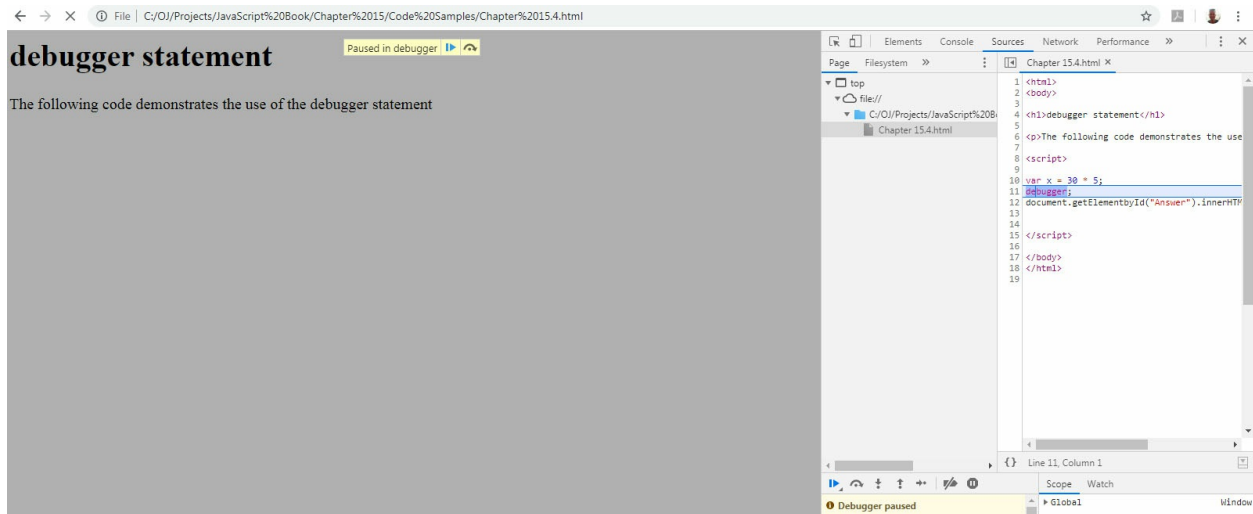 File C:/OJ/Projects/JavaScript%20Book/Chapter%2015/Code%20Samples/Chapter%2015.4.html
debugger statement
Paused in debugger
The following code demonstrates the use of the debugger statement
Elements Console Sources Network Performance »
Page Filesystem »
Chapter 15.4.html ×
top
file://
C:/OJ/Projects/JavaScript%20B
Chapter 15.4.html
1 <html>
2 <body>
3
4 <h1>debugger statement</h1>
5
6 <p>The following code demonstrates the use
7
8 <script>
9
10 var x = 30 * 5;
11 debugger;
12 document.getElementbyId("Answer").innerHTM
13
14
15 </script>
16
17 </body>
18 </html>
19
{} Line 11, Column 1
Scope Watch
Debugger paused
Global Window